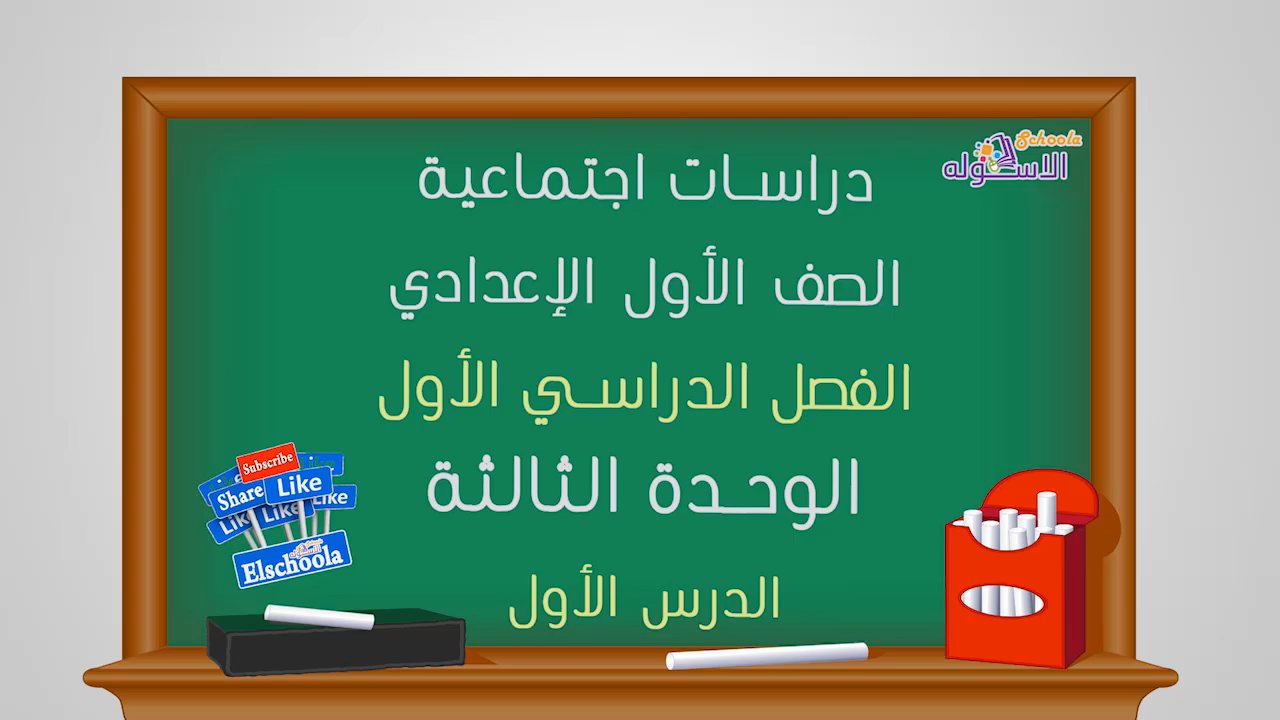 Schoola
الاسكوله
دراسات اجتماعية
الصف الأول الإعدادي
الفصل الدراسي الأول
الوحدة الثالثة
الدرس الأول
Subscribe
Share
Like
Like
Like
Like
Elschoola